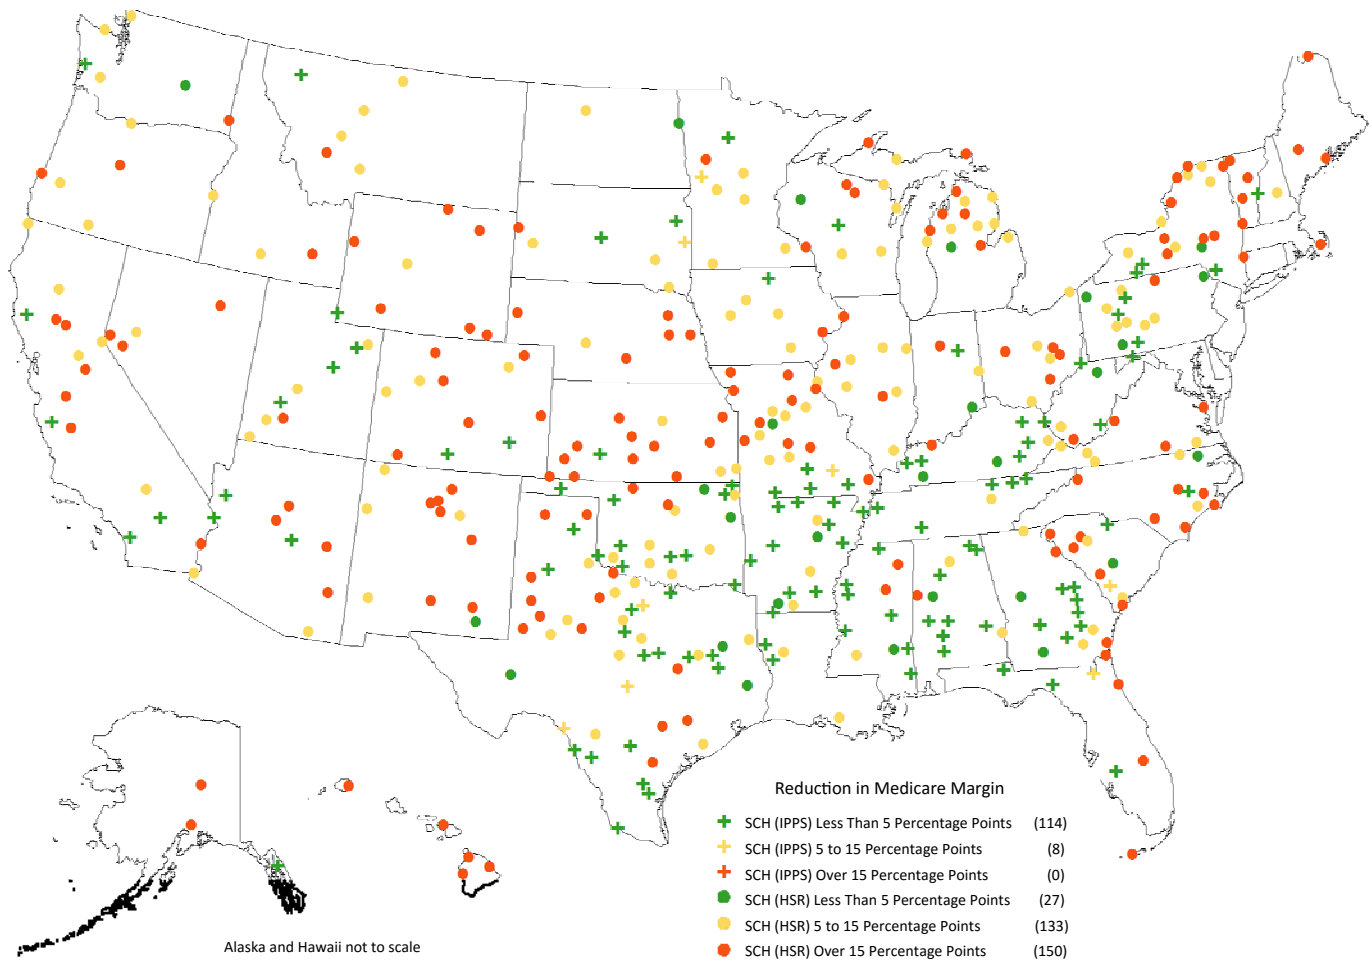 Reduction in Medicare Margin
SCH (IPPS) Less Than 5 Percentage Points (114)
SCH (IPPS) 5 to 15 Percentage Points (8)
SCH (IPPS) Over 15 Percentage Points (0)
SCH (HSR) Less Than 5 Percentage Points (27)
SCH (HSR) 5 to 15 Percentage Points (133)
SCH (HSR) Over 15 Percentage Points (150)
Alaska and Hawaii not to scale